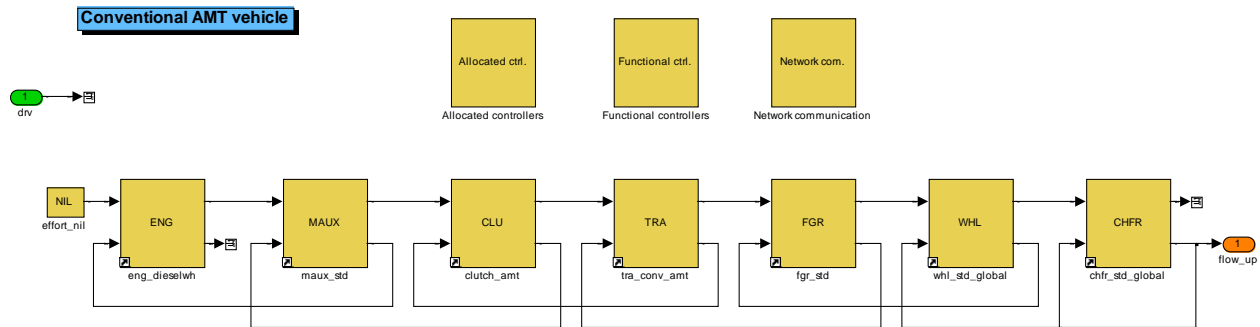 Conventional AMT vehicle
Allocated ctrl.
Functional ctrl.
Network com.
1
drv
Allocated controllers
Functional controllers
Network communication
NIL
ENG
MAUX
CLU
TRA
FGR
WHL
CHFR
effort_nil
1
eng_dieselwh
maux_std
clutch_amt
tra_conv_amt
fgr_std
whl_std_global
chfr_std_global
flow_up